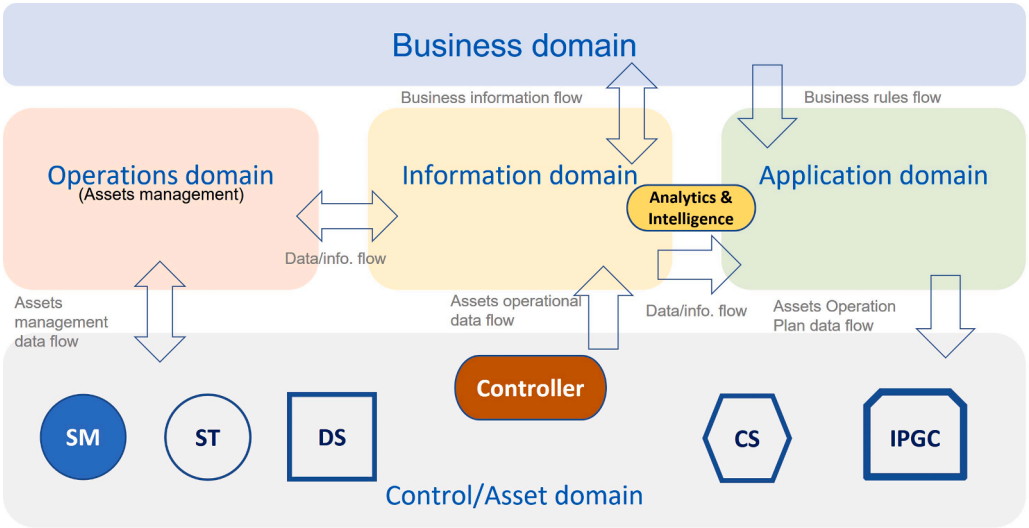 Business domain
Business information flow
Business rules flow
Operations domain
(Assets management)
Information domain
Application domain
Analytics &
Intelligence
Data/info. flow
Assets
management
data flow
Assets operational
data flow
Data/info. flow
Assets Operation
Plan data flow
Controller
SM
ST
DS
CS
IPGC
Control/Asset domain